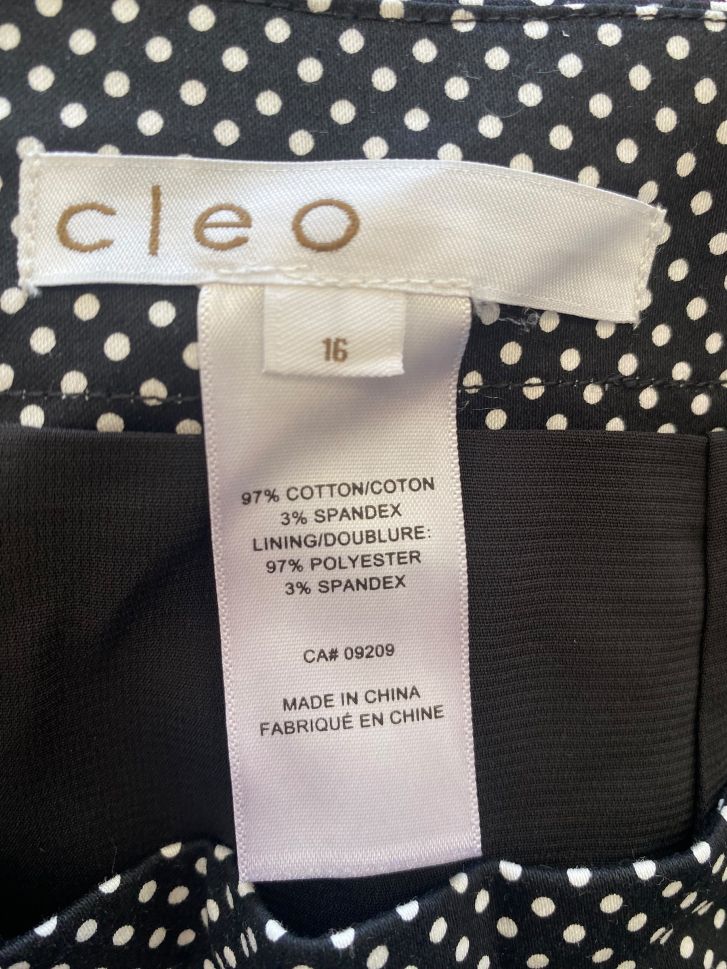 cleo
16
97% COTTON/COTON
3% SPANDEX
LINING/DOUBLURE:
97% POLYESTER
3% SPANDEX
CA# 09209
MADE IN CHINA
FABRIQUÉ EN CHINE